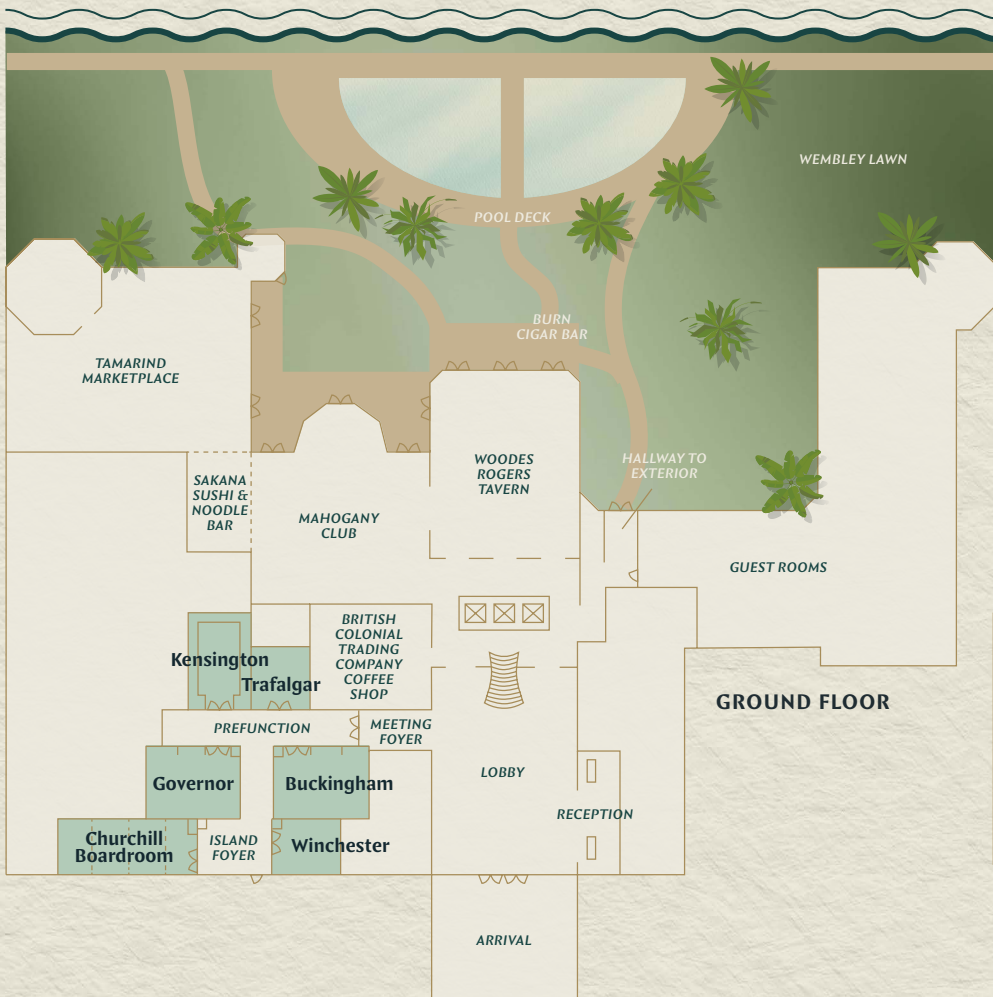 WEMBLEY LAWN
POOL DECK
BURN
CIGAR BAR
TAMARIND
MARKETPLACE
SAKANA
SUSHI &
NOODLE
BAR
MAHOGANY
CLUB
WOODES
ROGERS
TAVERN
HALLWAY TO
EXTERIOR
GUEST ROOMS
BRITISH
COLONIAL
TRADING
COMPANY
COFFEE
SHOP
Kensington
Trafalgar
GROUND FLOOR
PREFUNCTION
MEETING
FOYER
Governor
Buckingham
LOBBY
RECEPTION
Churchill
Boardroom
ISLAND
FOYER
Winchester
ARRIVAL